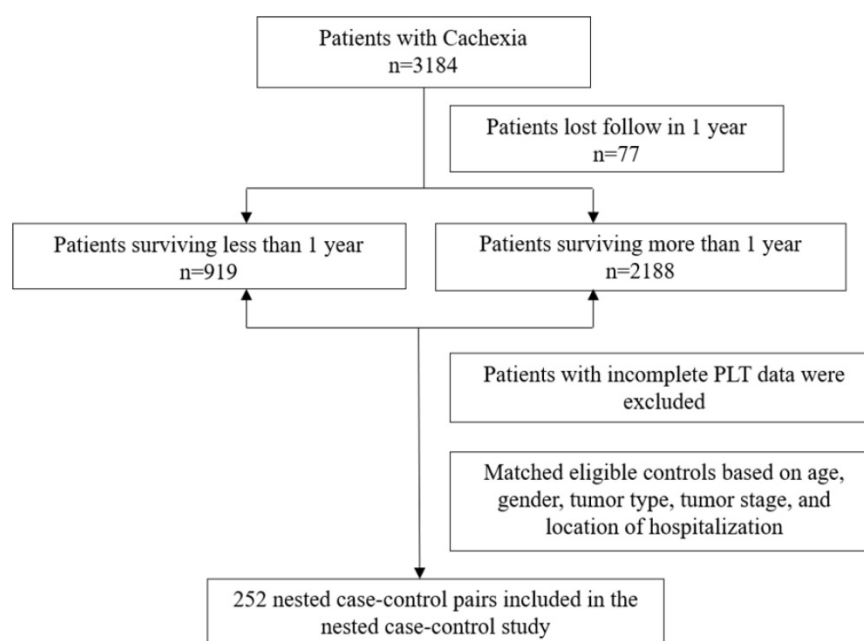 Patients with Cachexia
n=3184
Patients lost follow in 1 year
n=77
Patients surviving less than 1 year
n=919
Patients surviving more than 1 year
n=2188
Patients with incomplete PLT data were
excluded
Matched eligible controls based on age,
gender, tumor type, tumor stage, and
location of hospitalization
252 nested case-control pairs included in the
nested case-control study